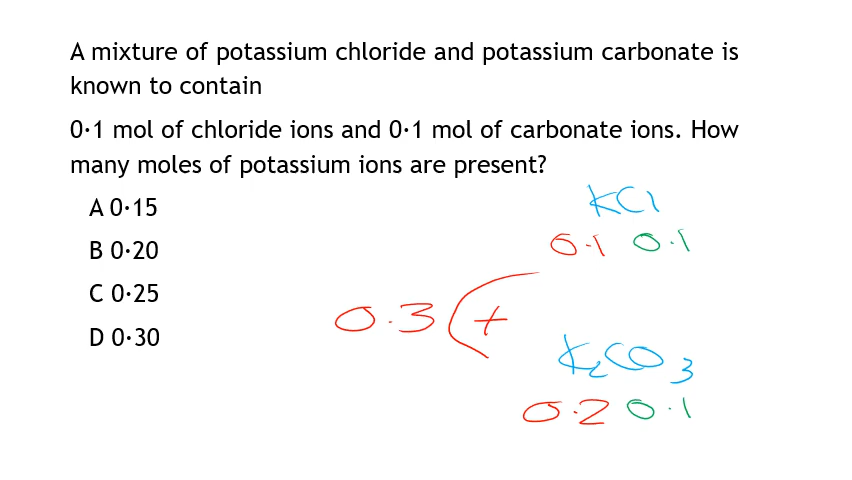 A mixture of potassium chloride and potassium carbonate is
known to contain
0·1 mol of chloride ions and 0·1 mol of carbonate ions. How
many moles of potassium ions are present?
A 0·15
B 0·20
C 0·25
D 0·30
KCl
0.1 0.1
0.3 ( +
K₂CO₃
0.2 0.1